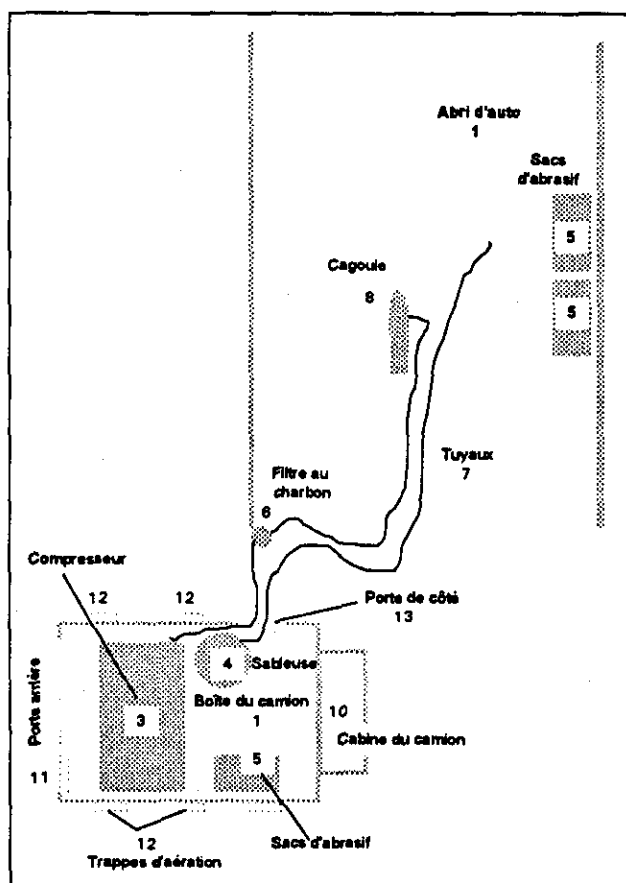 Abri d'auto
1
Sacs
d'abrasif
5
5
Cagoule
8
Tuyaux
7
Filtre au
charbon
6
Compresseur
12
12
Porte de côté
13
4
Sableuse
Porte arrière
3
Boîte du camion
1
10
Cabine du camion
5
11
12
Trappes d'aération
Sacs d'abrasif